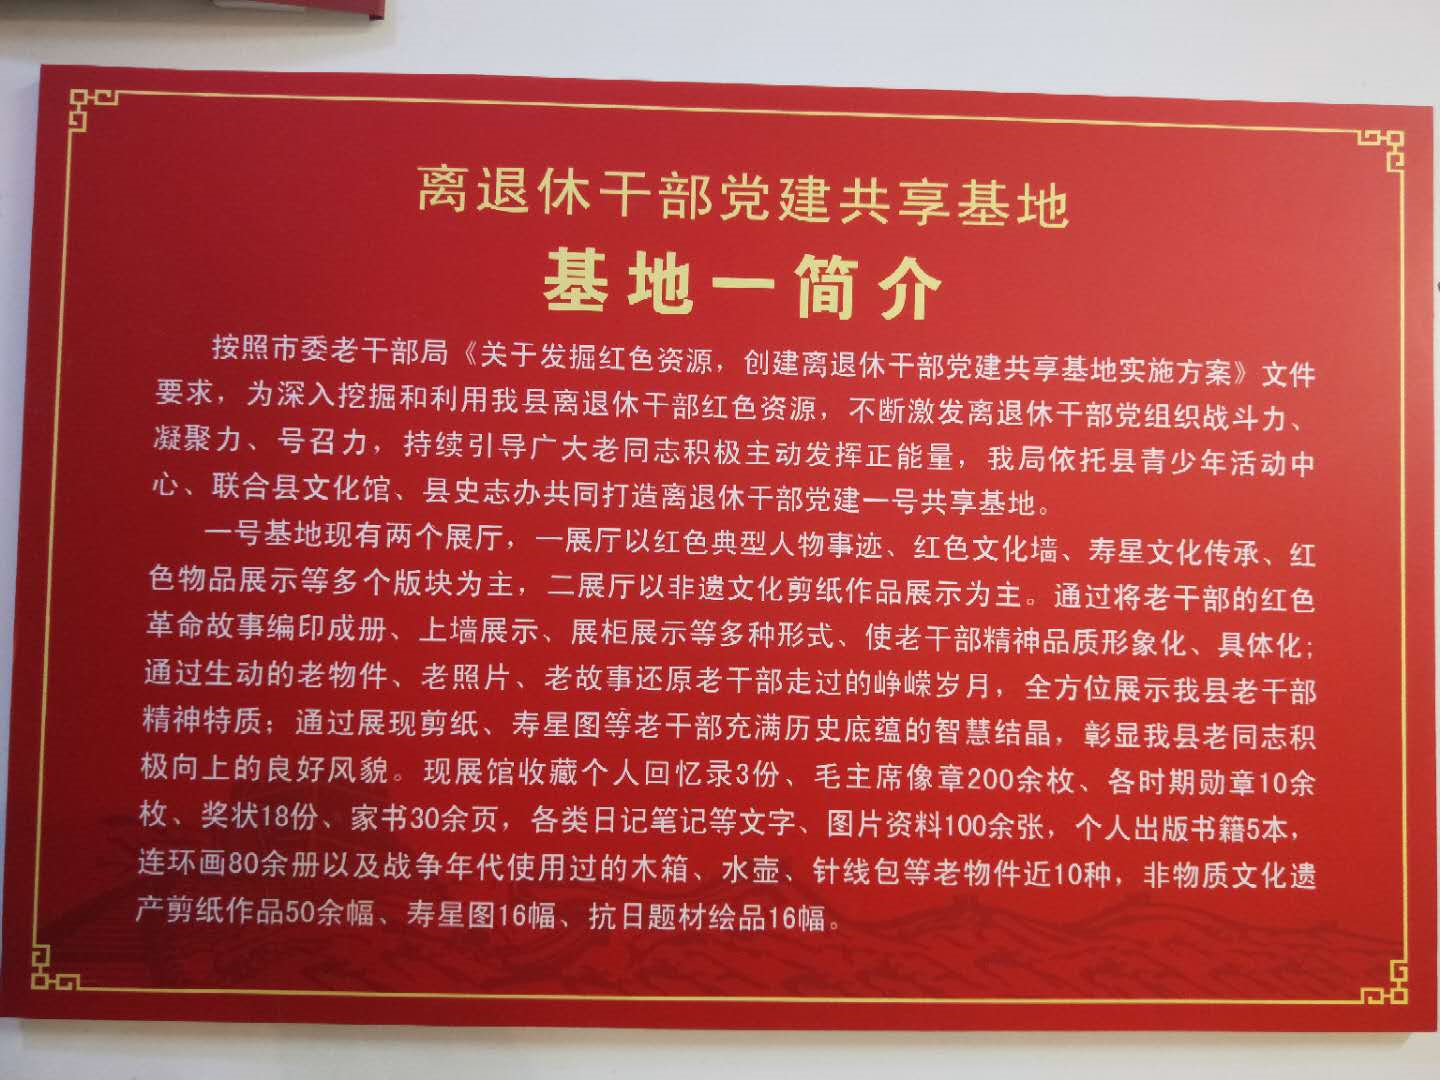 离退休干部党建共享基地
基地一简介
按照市委老干部局《关于发掘红色资源，创建离退休干部党建共享基地实施方案》文件
要求，为深入挖掘和利用我县离退休干部红色资源，不断激发离退休干部党组织战斗力、
凝聚力、号召力，持续引导广大老同志积极主动发挥正能量，我局依托县青少年活动中
心、联合县文化馆、县史志办共同打造离退休干部党建一号共享基地。
一号基地现有两个展厅，一展厅以红色典型人物事迹、红色文化墙、寿星文化传承、红
色物品展示等多个版块为主，二展厅以非遗文化剪纸作品展示为主。通过将老干部的红色
革命故事编印成册、上墙展示、展柜展示等多种形式、使老干部精神品质形象化、具体化；
通过生动的老物件、老照片、老故事还原老干部走过的峥嵘岁月，全方位展示我县老干部
精神特质；通过展现剪纸、寿星图等老干部充满历史底蕴的智慧结晶，彰显我县老同志积
极向上的良好风貌。现展馆收藏个人回忆录3份、毛主席像章200余枚、各时期勋章10余
枚、奖状18份、家书30余页，各类日记笔记等文字、图片资料100余张，个人出版书籍5本，
连环画80余册以及战争年代使用过的木箱、水壶、针线包等老物件近10种，非物质文化遗
产剪纸作品50余幅、寿星图16幅、抗日题材绘品16幅。